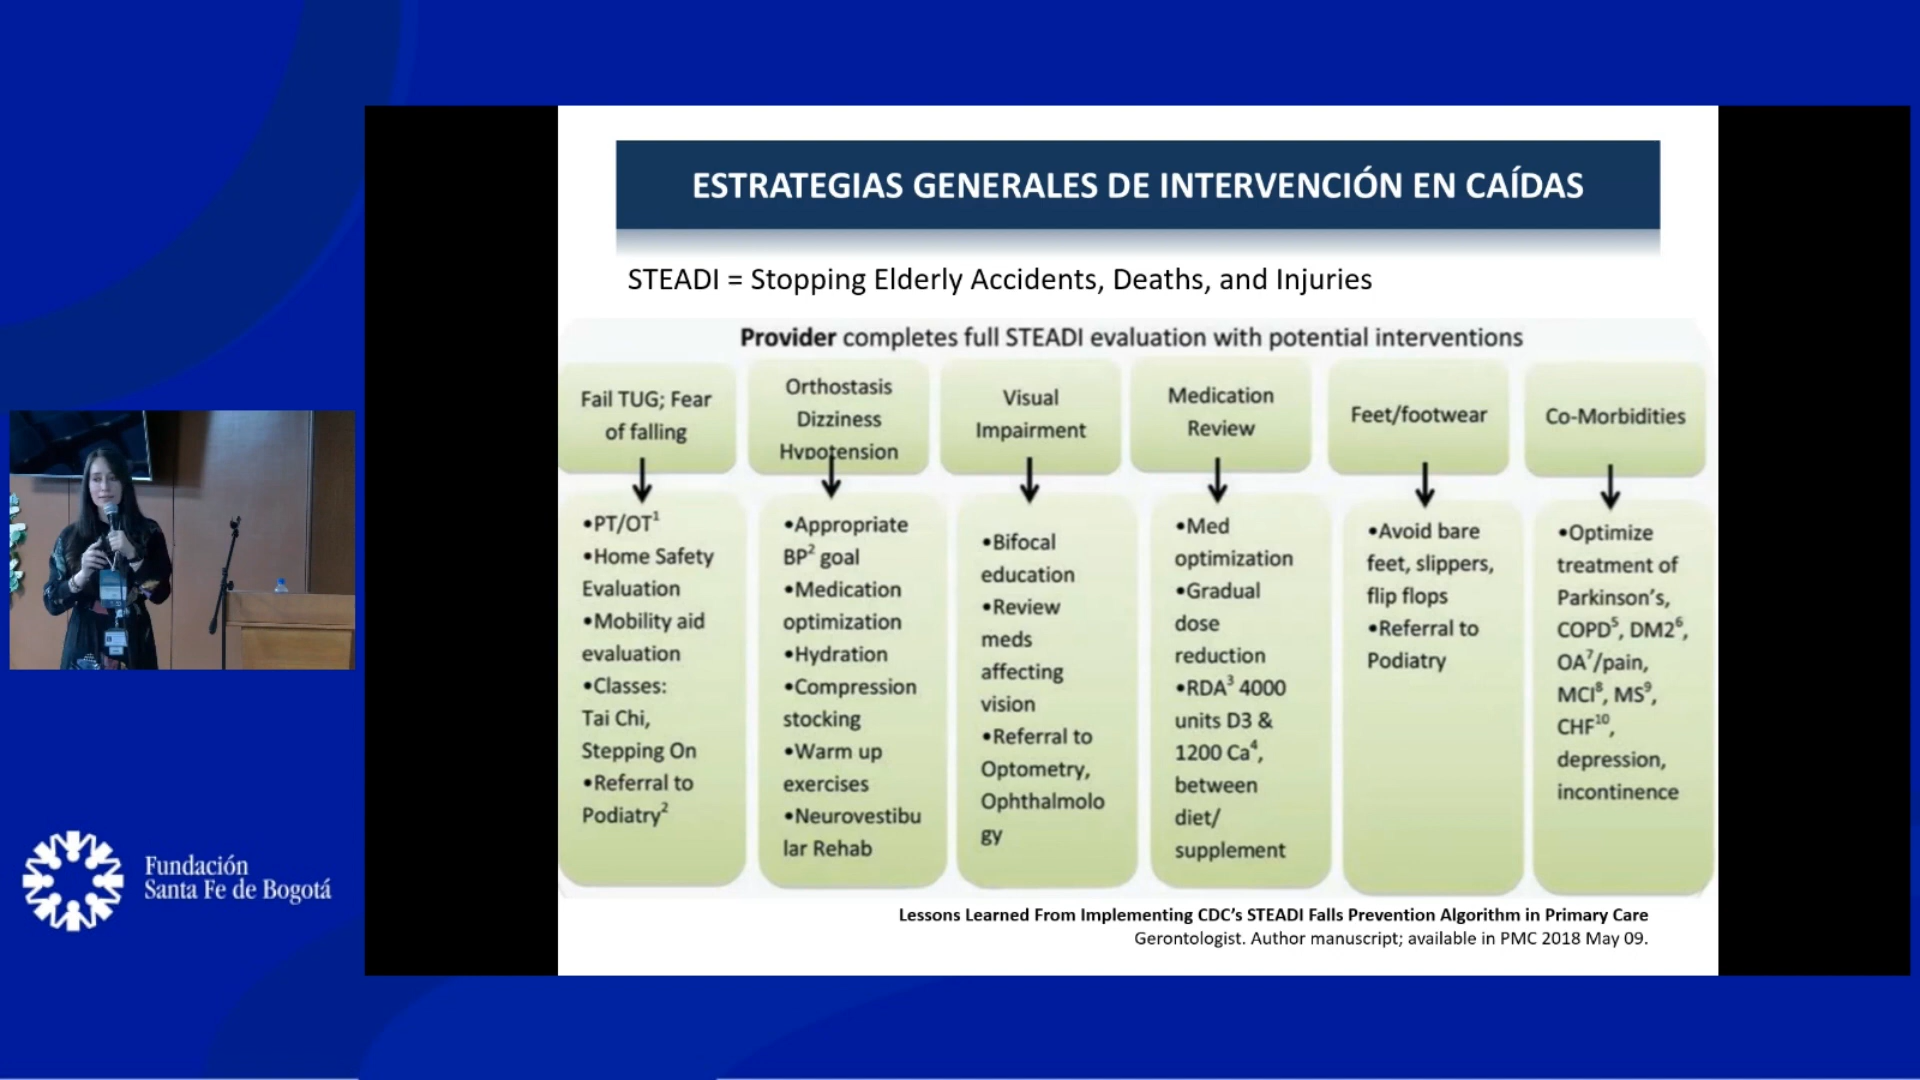 ESTRATEGIAS GENERALES DE INTERVENCIÓN EN CAÍDAS
STEADI = Stopping Elderly Accidents, Deaths, and Injuries
Provider completes full STEADI evaluation with potential interventions
Fail TUG; Fear
of falling
•PT/OT¹
•Home Safety
Evaluation
•Mobility aid
evaluation
•Classes:
Tai Chi,
Stepping On
•Referral to
Podiatry²
Orthostasis
Dizziness
Hypotension
•Appropriate
BP² goal
•Medication
optimization
•Hydration
•Compression
stocking
•Warm up
exercises
•Neurovestibu
lar Rehab
Visual
Impairment
•Bifocal
education
•Review
meds
affecting
vision
•Referral to
Optometry,
Ophthalmolo
gy
Medication
Review
•Med
optimization
•Gradual
dose
reduction
•RDA³ 4000
units D3 &
1200 Ca⁴,
between
diet/
supplement
Feet/footwear
•Avoid bare
feet, slippers,
flip flops
•Referral to
Podiatry
Co-Morbidities
•Optimize
treatment of
Parkinson's,
COPD⁵, DM2⁶,
OA⁷/pain,
MCI⁸, MS⁹,
CHF¹⁰,
depression,
incontinence
Lessons Learned From Implementing CDC's STEADI Falls Prevention Algorithm in Primary Care
Gerontologist. Author manuscript; available in PMC 2018 May 09.
Fundación
Santa Fe de Bogotá